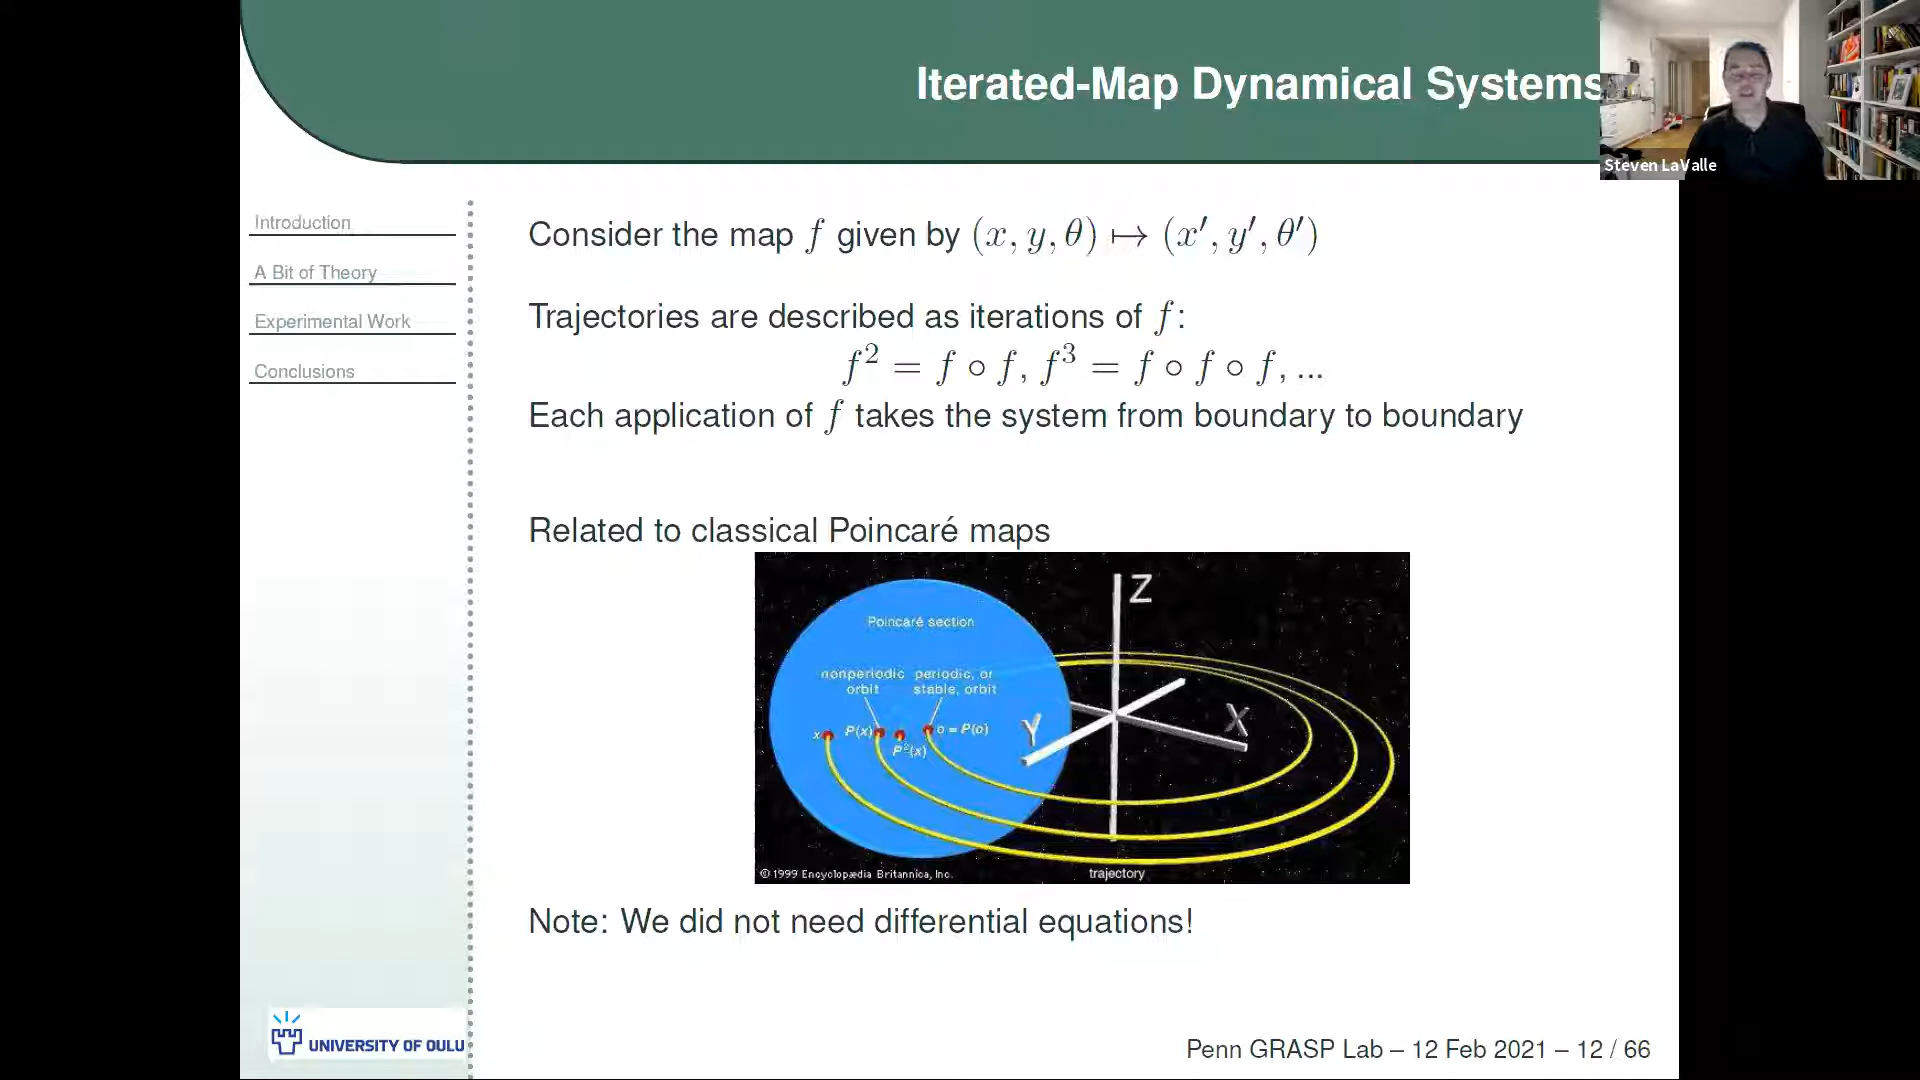 Iterated-Map Dynamical Systems
Steven LaValle
Introduction
A Bit of Theory
Experimental Work
Conclusions
Consider the map f given by (x, y, θ) ↦ (x′, y′, θ′)
Trajectories are described as iterations of f:
f² = f ∘ f, f³ = f ∘ f ∘ f, ...
Each application of f takes the system from boundary to boundary
Related to classical Poincaré maps
Z
Poincaré section
nonperiodic orbit
periodic, or stable, orbit
x
P(x)
P²(x)
o = P(o)
Y
X
© 1999 Encyclopædia Britannica, Inc.
trajectory
Note: We did not need differential equations!
UNIVERSITY OF OULU
Penn GRASP Lab – 12 Feb 2021 – 12 / 66